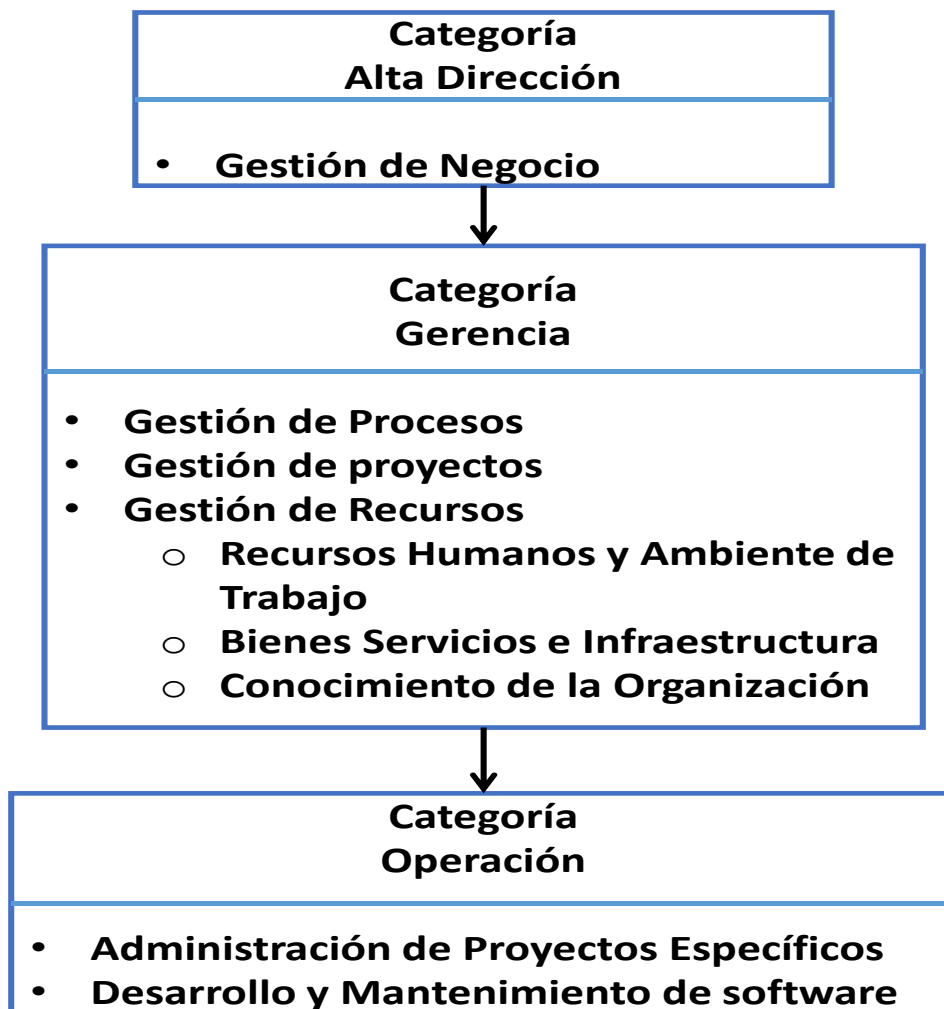 Categoría
Alta Dirección
• Gestión de Negocio
Categoría
Gerencia
• Gestión de Procesos
• Gestión de proyectos
• Gestión de Recursos
o Recursos Humanos y Ambiente de
Trabajo
o Bienes Servicios e Infraestructura
o Conocimiento de la Organización
Categoría
Operación
• Administración de Proyectos Específicos
• Desarrollo y Mantenimiento de software